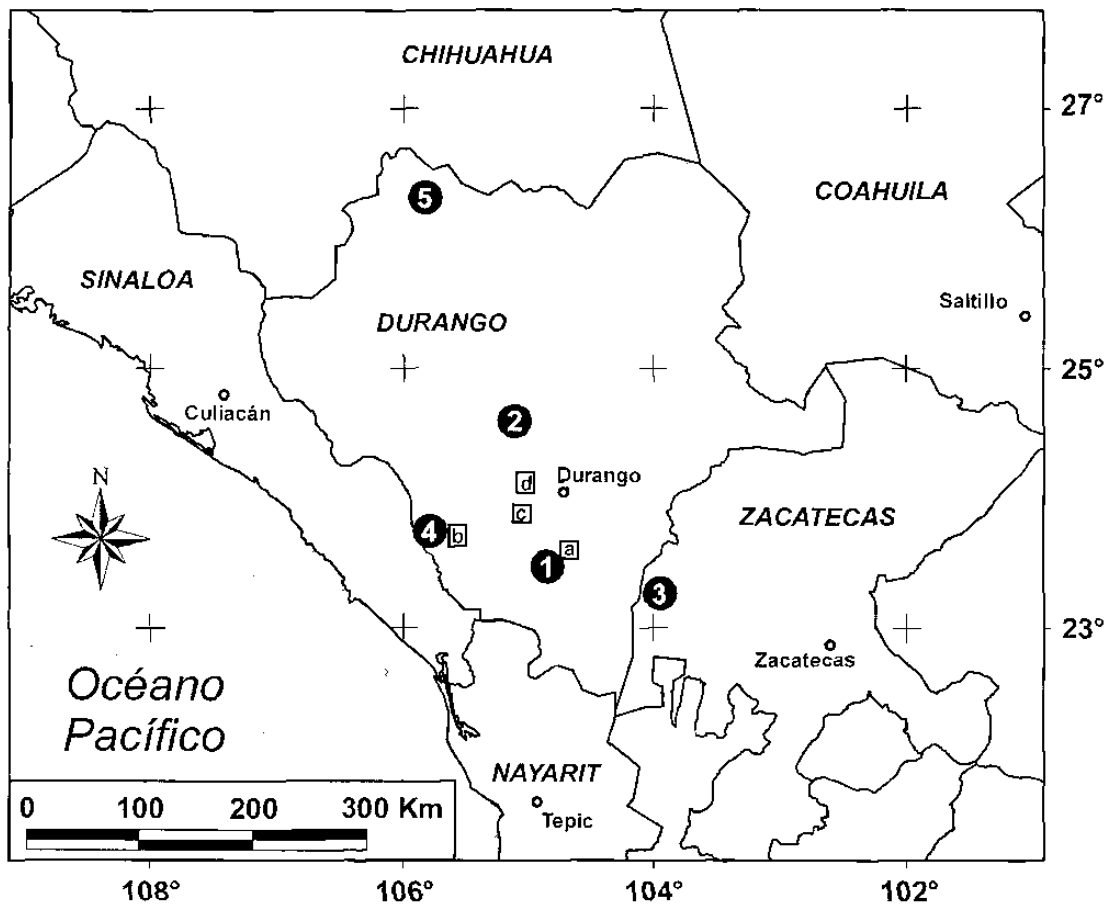 CHIHUAHUA
27°
COAHUILA
5
SINALOA
Saltillo
DURANGO
25°
Culiacán
2
d
Durango
c
ZACATECAS
N
4
b
a
1
3
23°
Zacatecas
Océano
Pacífico
NAYARIT
0 100 200 300 Km
Tepic
108° 106° 104° 102°